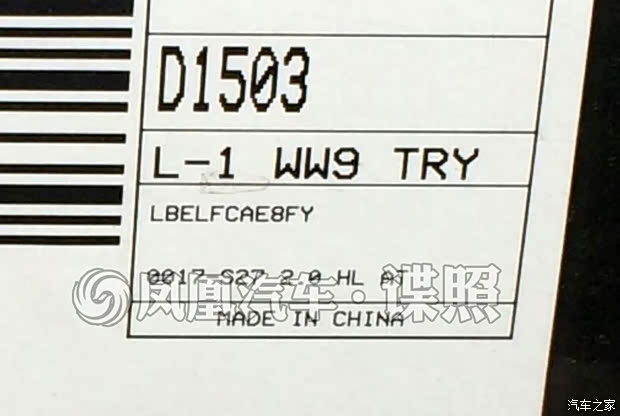 D1503
L-1 WW9 TRY
LBELFCAE8FY
0017-S27 2.0 HL AT
凤凰汽车·谍照
MADE IN CHINA
汽车之家